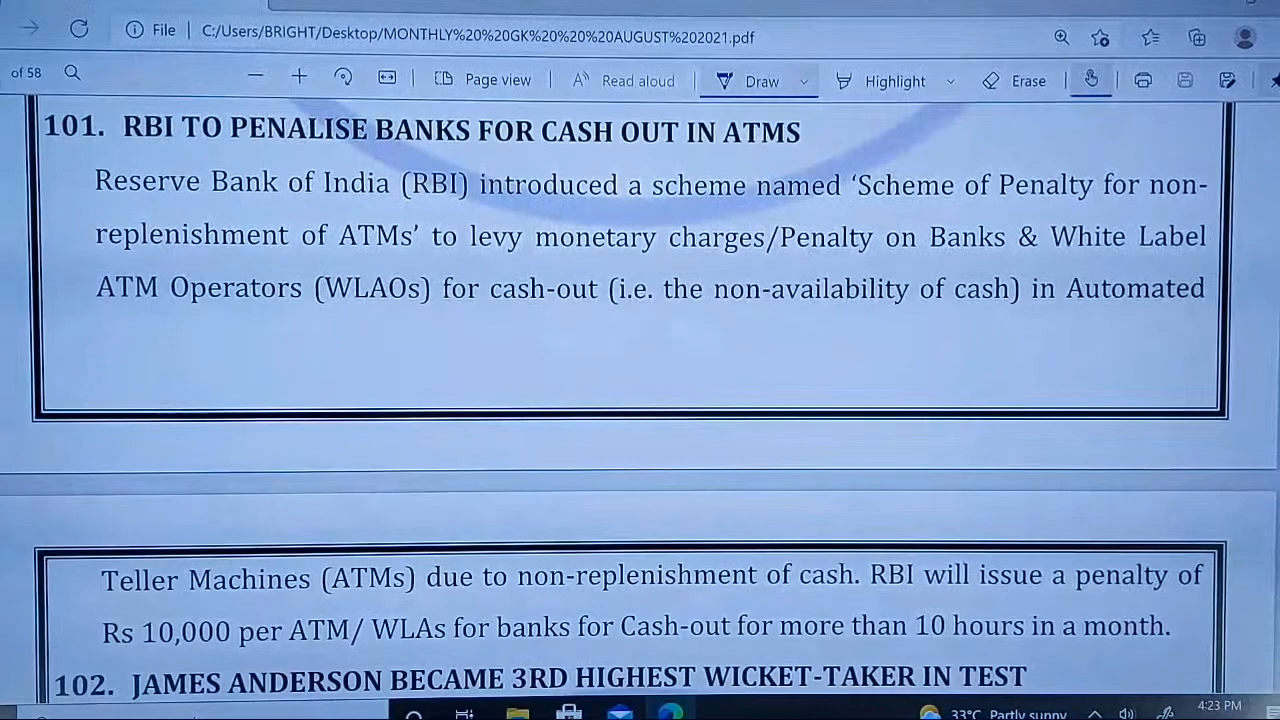 File
C:/Users/BRIGHT/Desktop/MONTHLY%20%20GK%20%20%20AUGUST%202021.pdf
of 58
Page view
Read aloud
Draw
Highlight
Erase
101. RBI TO PENALISE BANKS FOR CASH OUT IN ATMS
Reserve Bank of India (RBI) introduced a scheme named ‘Scheme of Penalty for non-
replenishment of ATMs’ to levy monetary charges/Penalty on Banks & White Label
ATM Operators (WLAOs) for cash-out (i.e. the non-availability of cash) in Automated
Teller Machines (ATMs) due to non-replenishment of cash. RBI will issue a penalty of
Rs 10,000 per ATM/ WLAs for banks for Cash-out for more than 10 hours in a month.
102. JAMES ANDERSON BECAME 3RD HIGHEST WICKET-TAKER IN TEST
33°C Partly sunny
4:23 PM